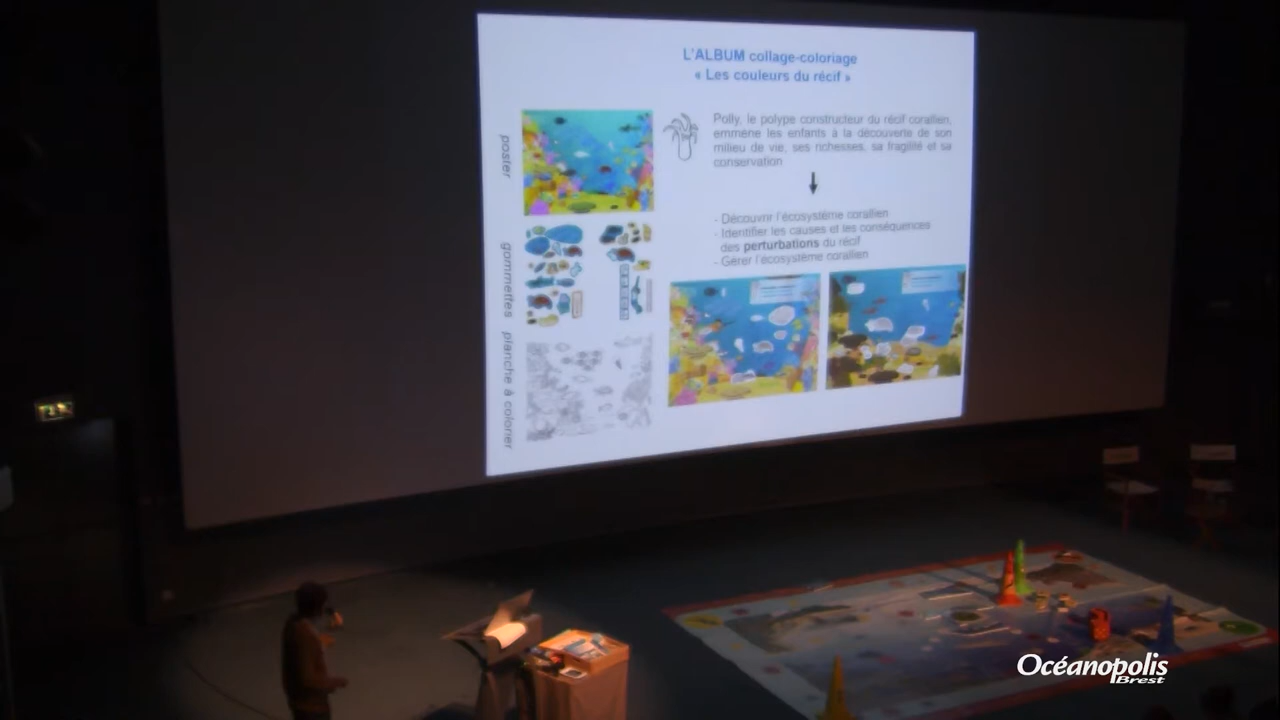 L'ALBUM collage-coloriage
« Les couleurs du récif »
poster
Polly, le polype constructeur du récif corallien,
emmène les enfants à la découverte de son
milieu de vie, ses richesses, sa fragilité et sa
conservation
- Découvrir l'écosystème corallien
- Identifier les causes et les conséquences
des perturbations du récif
- Gérer l'écosystème corallien
gommettes
planche à colorier
Océanopolis
Brest